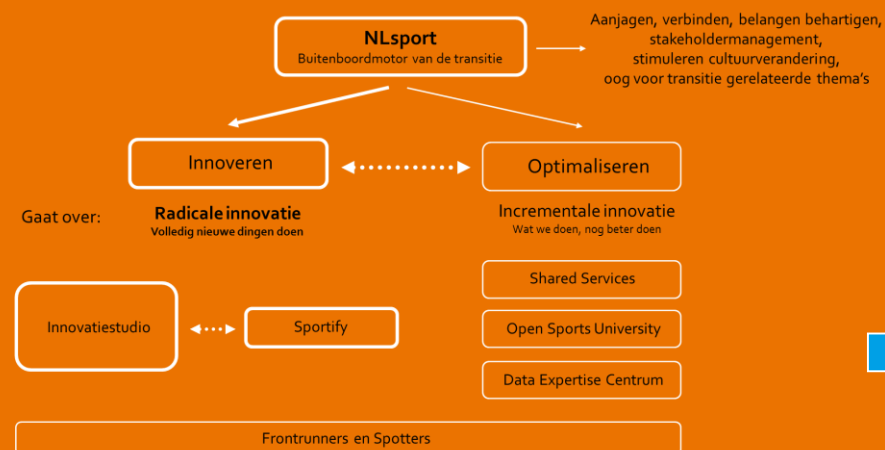 NLsport
Buitenboordmotor van de transitie
Aanjagen, verbinden, belangen behartigen,
stakeholdermanagement,
stimuleren cultuurverandering,
oog voor transitie gerelateerde thema's
Innoveren
Optimaliseren
Gaat over:
Radicale innovatie
Volledig nieuwe dingen doen
Incrementale innovatie
Wat we doen, nog beter doen
Shared Services
Innovatiestudio
Sportify
Open Sports University
Data Expertise Centrum
Frontrunners en Spotters